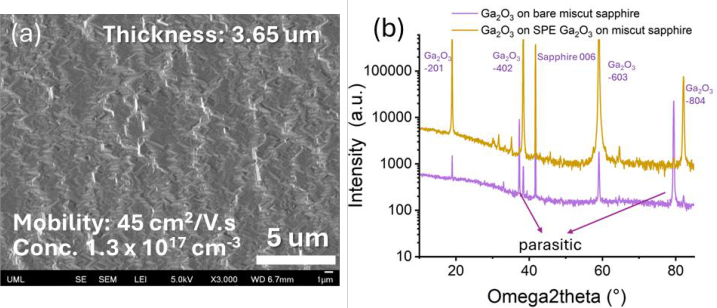 (a)
Thickness: 3.65 um
Mobility: 45 cm²/V.s
Conc. 1.3 x 10¹⁷ cm⁻³
5 um
UML SE SEM LEI 5.0kV X3,000 WD 6.7mm 1μm
(b)
Ga₂O₃ on bare miscut sapphire
Ga₂O₃ on SPE Ga₂O₃ on miscut sapphire
Ga₂O₃
-201
Ga₂O₃
-402
Sapphire 006
Ga₂O₃
-603
Ga₂O₃
-804
Intensity (a.u.)
100000
10000
1000
100
10
parasitic
20 40 60 80
Omega2theta (°)